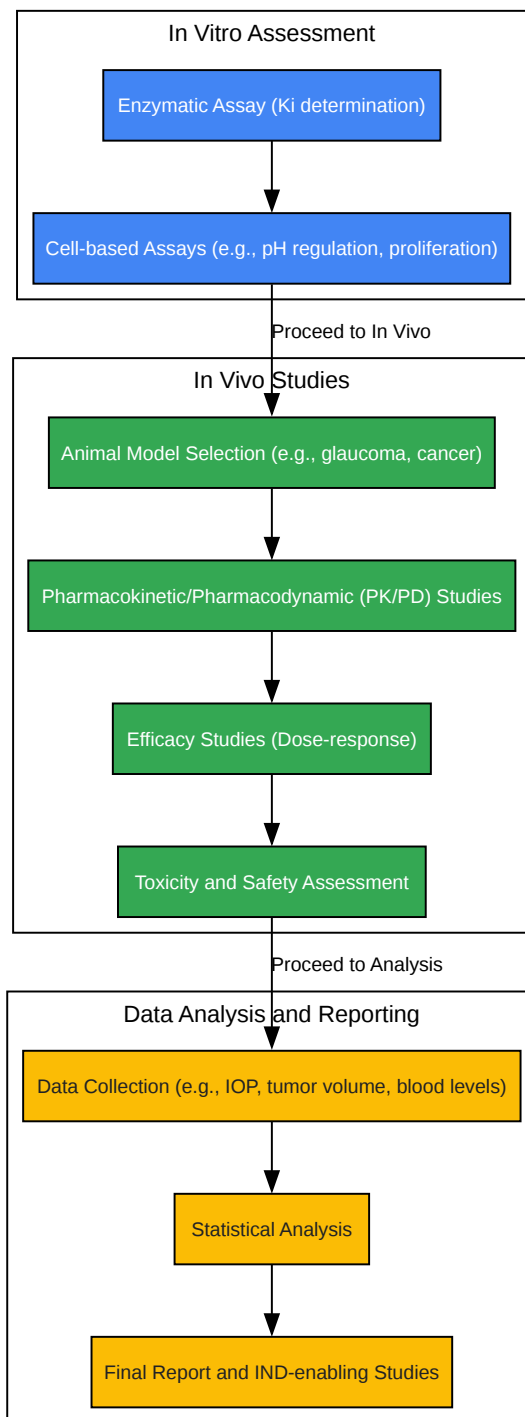 In Vitro Assessment
Enzymatic Assay (Ki determination)
Cell-based Assays (e.g., pH regulation, proliferation)
Proceed to In Vivo
In Vivo Studies
Animal Model Selection (e.g., glaucoma, cancer)
Pharmacokinetic/Pharmacodynamic (PK/PD) Studies
Efficacy Studies (Dose-response)
Toxicity and Safety Assessment
Proceed to Analysis
Data Analysis and Reporting
Data Collection (e.g., IOP, tumor volume, blood levels)
Statistical Analysis
Final Report and IND-enabling Studies